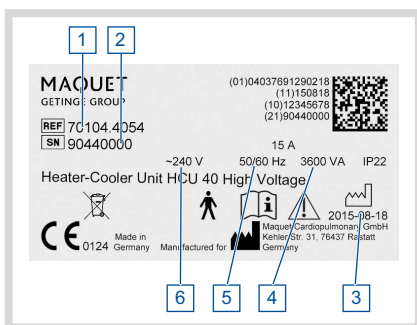 1 2
MAQUET
GETINGE GROUP
(01)04037691290218
(11)150818
(10)12345678
(21)90440000
REF 70104.4054
SN 90440000
15 A
~240 V 50/60 Hz 3600 VA IP22
Heater-Cooler Unit HCU 40 High Voltage
2015-08-18
CE 0124 Made in Germany
Manufactured for
Maquet Cardiopulmonary GmbH
Kehler Str. 31, 76437 Rastatt
Germany
6 5 4 3